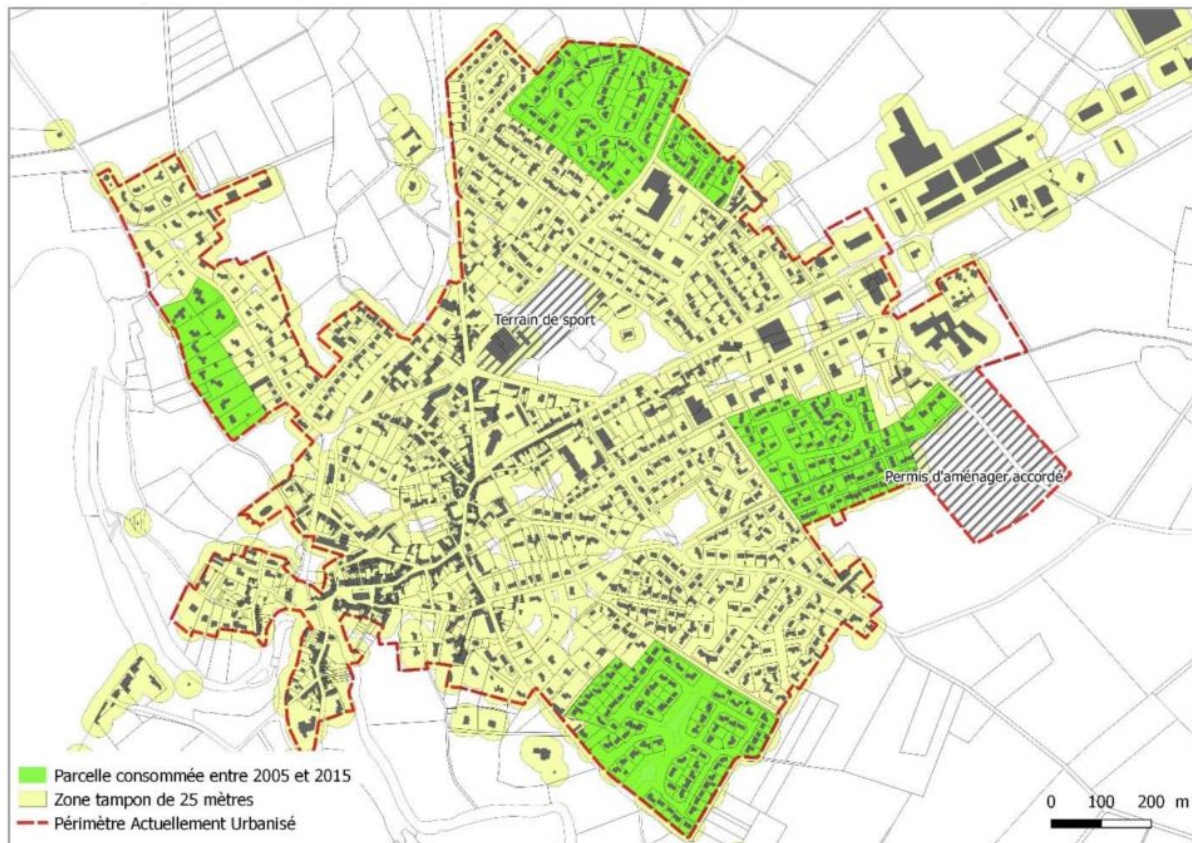 Terrain de sport
Permis d'aménager accordé
Parcelle consommée entre 2005 et 2015
Zone tampon de 25 mètres
Périmètre Actuellement Urbanisé
0 100 200 m